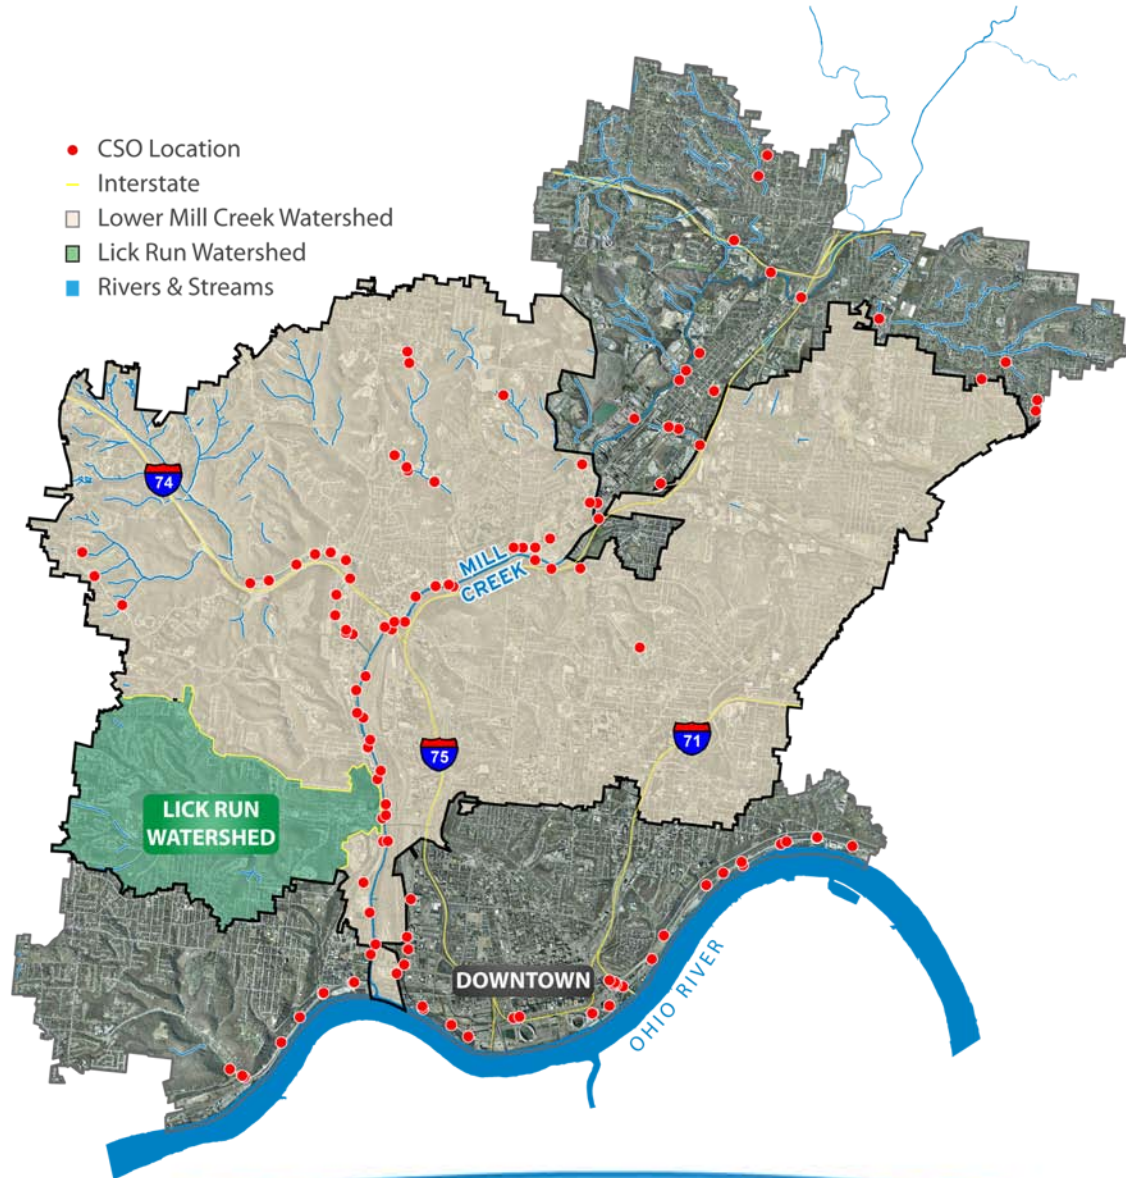 CSO Location
Interstate
Lower Mill Creek Watershed
Lick Run Watershed
Rivers & Streams
74
MILL
CREEK
75
71
LICK RUN
WATERSHED
DOWNTOWN
OHIO RIVER